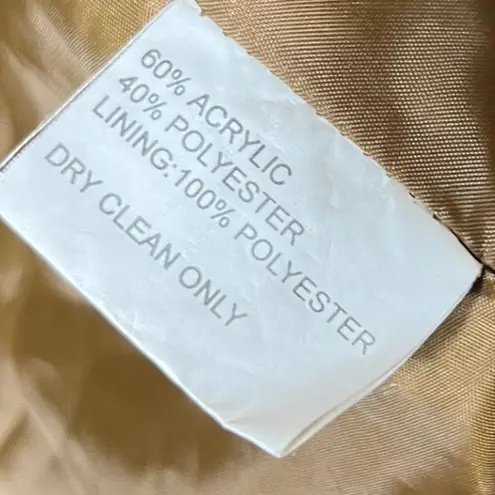 60% ACRYLIC
40% POLYESTER
LINING:100% POLYESTER
DRY CLEAN ONLY